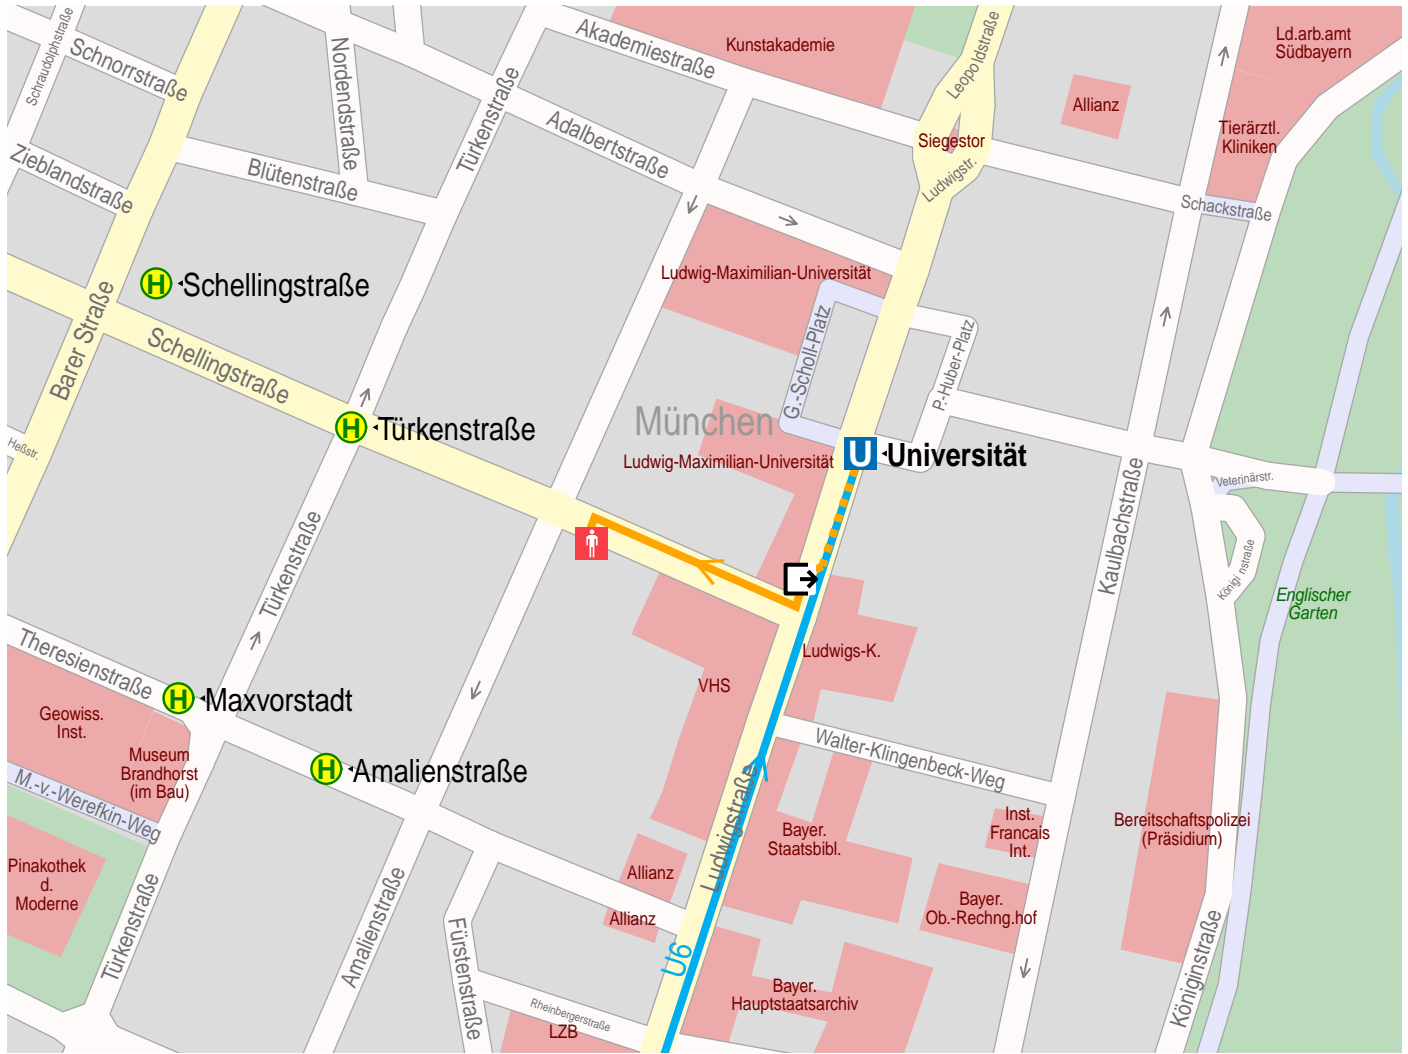 Schraudolphstraße
Schnorrstraße
Nordendstraße
Türkenstraße
Akademiestraße
Kunstakademie
Leopoldstraße
Ld.arb.amt
Südbayern
Allianz
Siegestor
Tierärztl.
Kliniken
Zieblandstraße
Blütenstraße
Adalbertstraße
Ludwigstr.
Schackstraße
H
Schellingstraße
Ludwig-Maximilian-Universität
Barer Straße
Schellingstraße
G.-Scholl-Platz
P.-Huber-Platz
H
Türkenstraße
München
Ludwig-Maximilian-Universität
U
Universität
Heßstr.
Veterinärstr.
Türkenstraße
Kaulbachstraße
Königinstraße
Englischer
Garten
Theresienstraße
Ludwigs-K.
VHS
H
Maxvorstadt
Geowiss.
Inst.
Museum
Brandhorst
(im Bau)
H
Amalienstraße
Walter-Klingenbeck-Weg
M.-v.-Werefkin-Weg
Ludwigstraße
Bayer.
Staatsbibl.
Inst.
Francais
Int.
Bereitschaftspolizei
(Präsidium)
Pinakothek
d.
Moderne
Allianz
Allianz
Bayer.
Ob.-Rechng.hof
Türkenstraße
Amalienstraße
Fürstenstraße
U6
Königinstraße
Bayer.
Hauptstaatsarchiv
Rheinbergerstraße
LZB